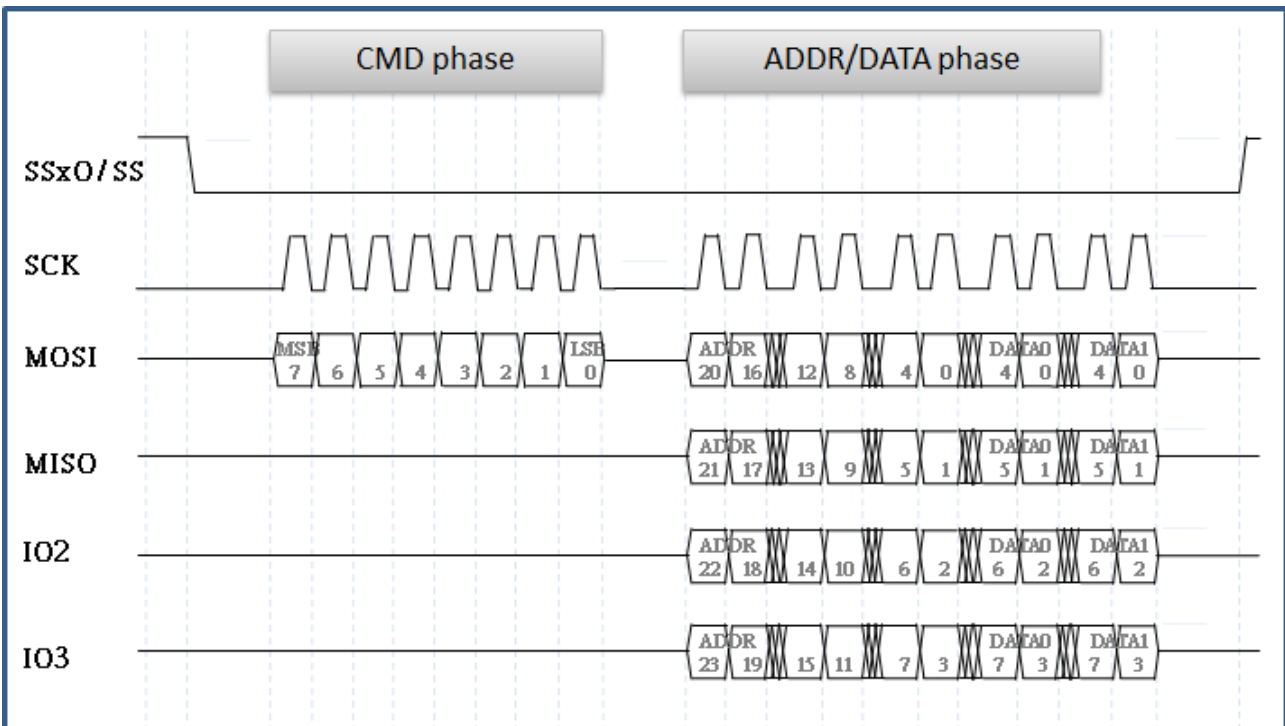 CMD phase
ADDR/DATA phase
SSxO/SS
SCK
MOSI
MSB
LSB
ADDR
DATA0
DATA1
7 6 5 4 3 2 1 0
20 16 12 8 4 0 4 0 4 0
MISO
ADDR
DATA0
DATA1
21 17 13 9 5 1 5 1 5 1
IO2
ADDR
DATA0
DATA1
22 18 14 10 6 2 6 2 6 2
IO3
ADDR
DATA0
DATA1
23 19 15 11 7 3 7 3 7 3